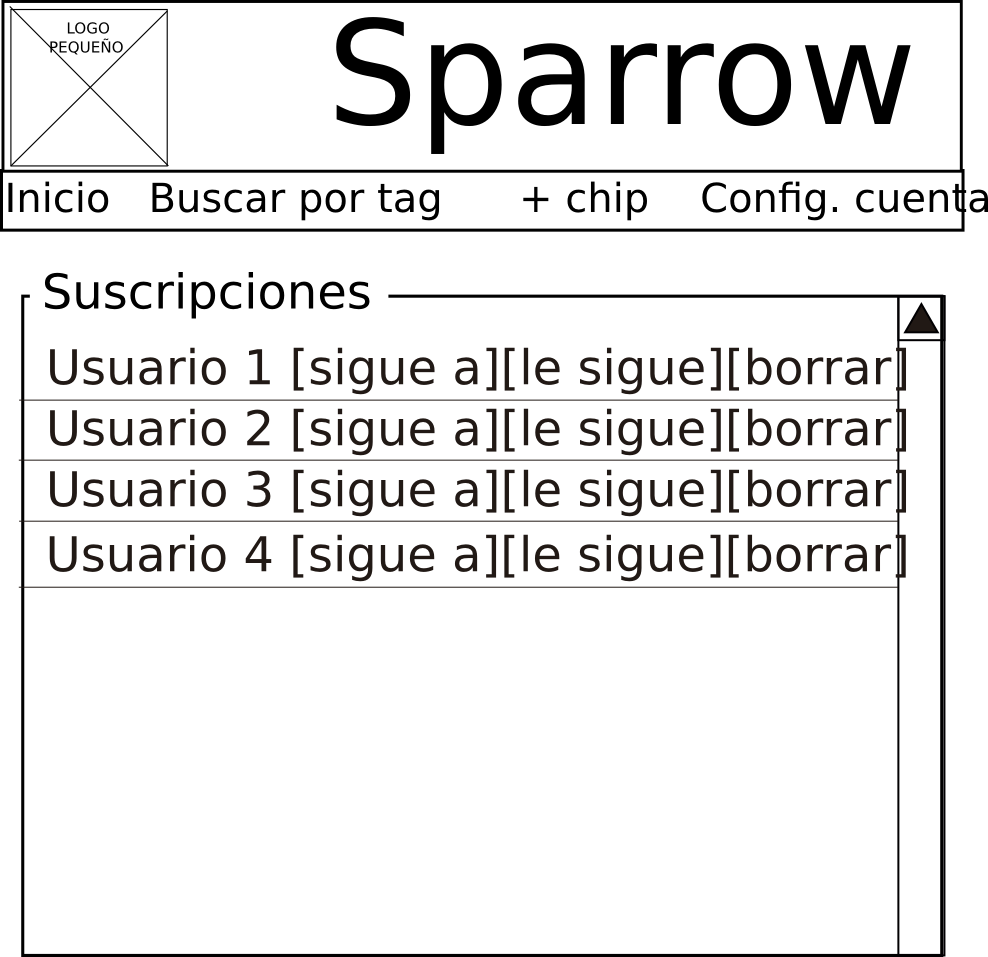 LOGO
PEQUEÑO
Sparrow
Inicio Buscar por tag + chip Config. cuenta
Suscripciones
Usuario 1 [sigue a][le sigue][borrar]
Usuario 2 [sigue a][le sigue][borrar]
Usuario 3 [sigue a][le sigue][borrar]
Usuario 4 [sigue a][le sigue][borrar]